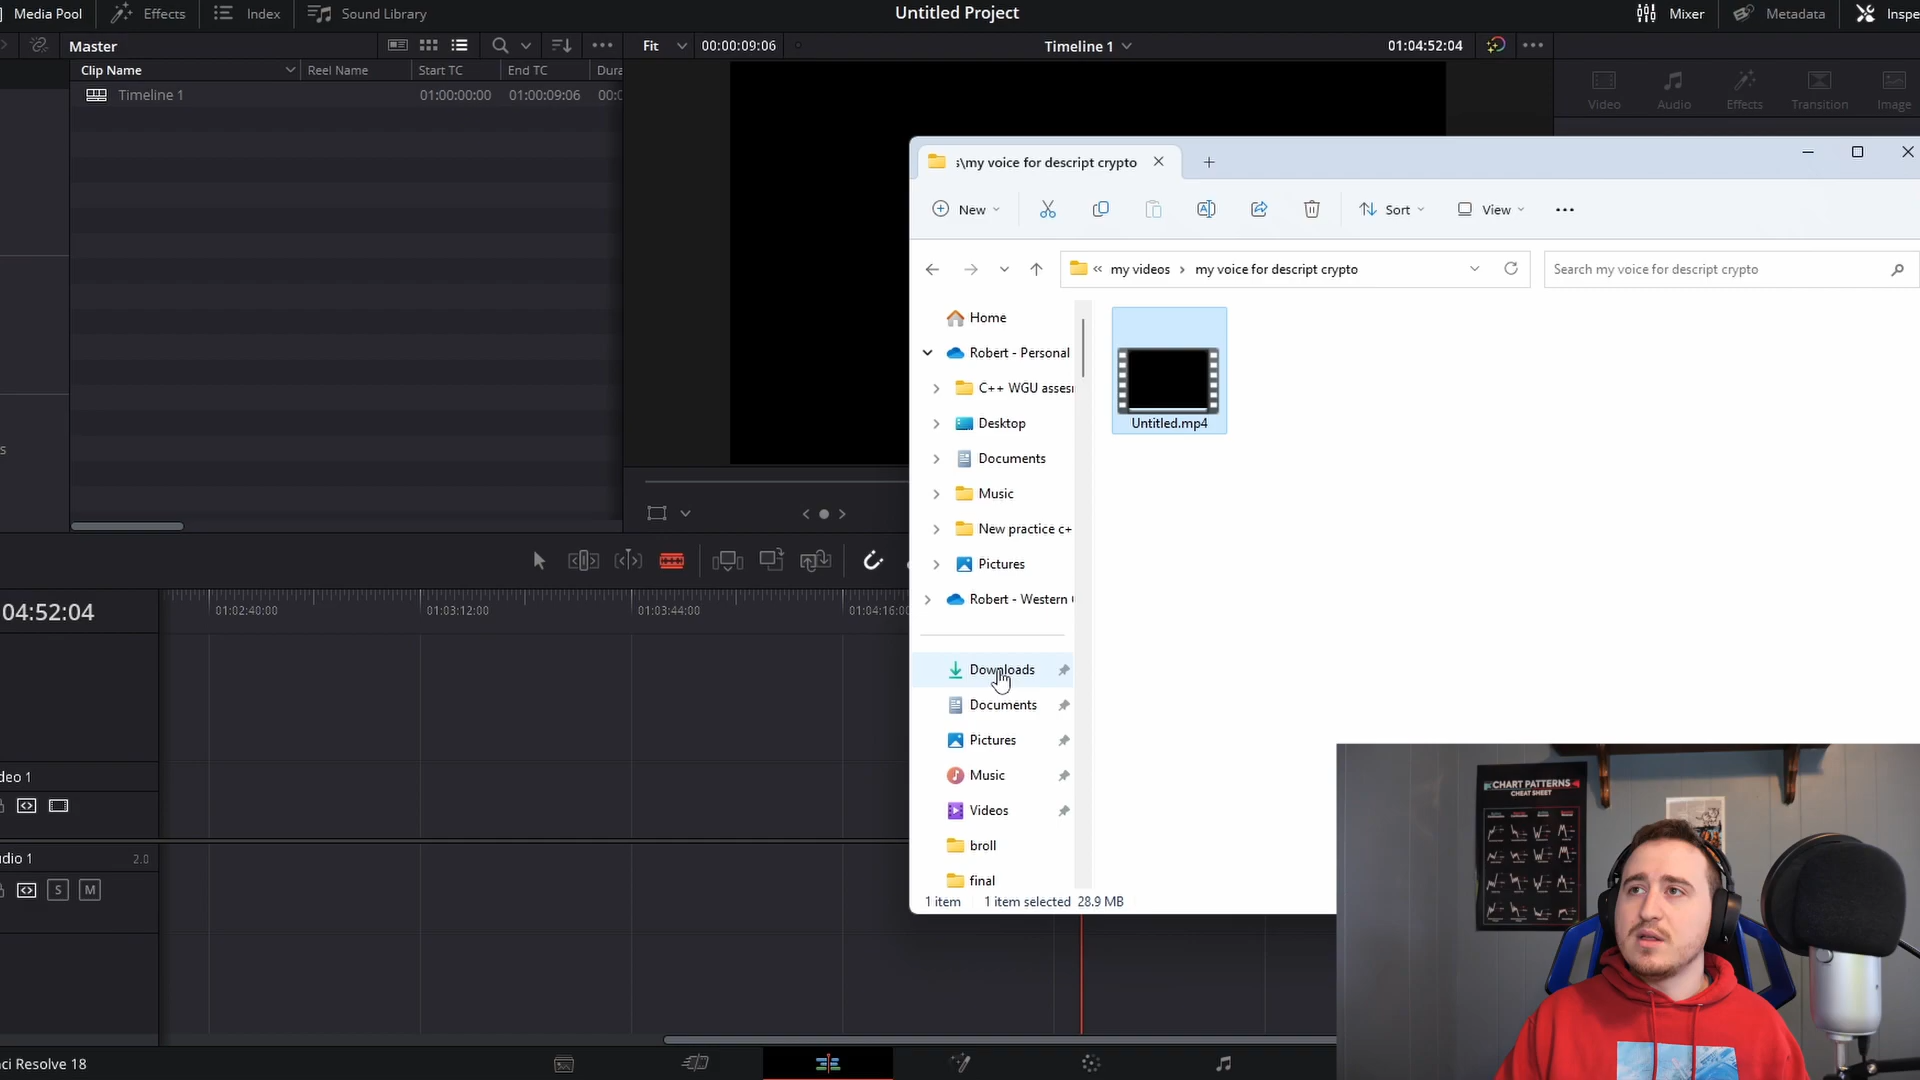 Media Pool
Effects
Index
Sound Library
Untitled Project
Mixer
Metadata
Inspe
Master
Fit
00:00:09:06
Timeline 1
01:04:52:04
Clip Name
Reel Name
Start TC
End TC
Dura
Timeline 1
01:00:00:00
01:00:09:06
00:0
Video
Audio
Effects
Transition
Image
s\my voice for descript crypto
New
Sort
View
my videos
my voice for descript crypto
Search my voice for descript crypto
Home
Robert - Personal
C++ WGU asses
Desktop
Documents
Music
New practice c+
Pictures
Robert - Western
Downloads
Documents
Pictures
Music
Videos
broll
final
Untitled.mp4
1 item
1 item selected 28.9 MB
s
04:52:04
01:02:40:00
01:03:12:00
01:03:44:00
01:04:16:00
deo 1
dio 1
2.0
S
M
ci Resolve 18
CHART PATTERNS
CHEAT SHEET